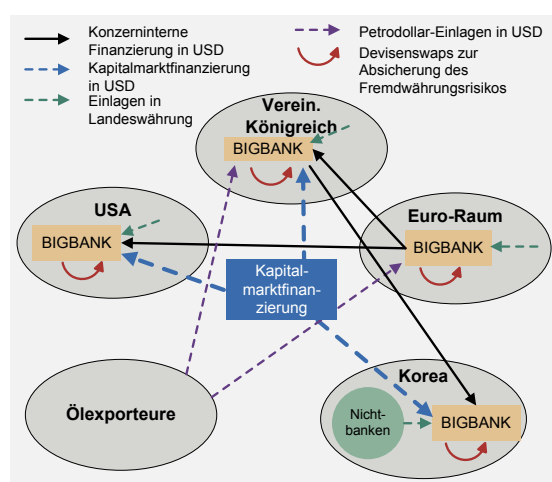 Konzerninterne
Finanzierung in USD
Kapitalmarktfinanzierung
in USD
Einlagen in
Landeswährung
Petrodollar-Einlagen in USD
Devisenswaps zur
Absicherung des
Fremdwährungsrisikos
Verein.
Königreich
BIGBANK
USA
BIGBANK
Euro-Raum
BIGBANK
Kapital-
marktfinan-
zierung
Ölexporteure
Korea
Nicht-
banken
BIGBANK